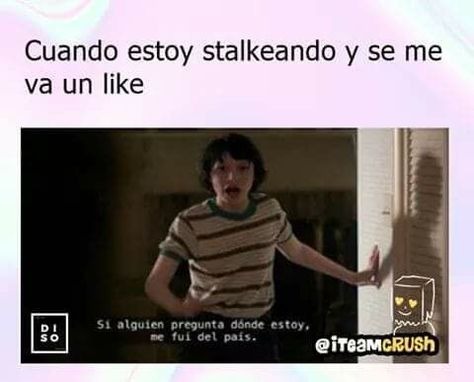 Cuando estoy stalkeando y se me
va un like
Si alguien pregunta dónde estoy,
me fui del país.
DI
SO
@iTeamcRUSh